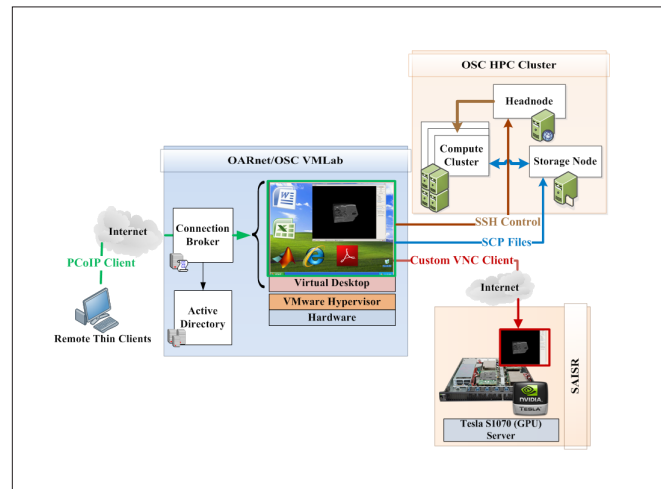 OSC HPC Cluster
Headnode
Compute
Cluster
Storage Node
OARnet/OSC VMLab
Internet
Connection
Broker
PCoIP Client
SSH Control
SCP Files
Custom VNC Client
Virtual Desktop
VMware Hypervisor
Hardware
Active
Directory
Remote Thin Clients
Internet
SAISR
NVIDIA
TESLA
Tesla S1070 (GPU)
Server